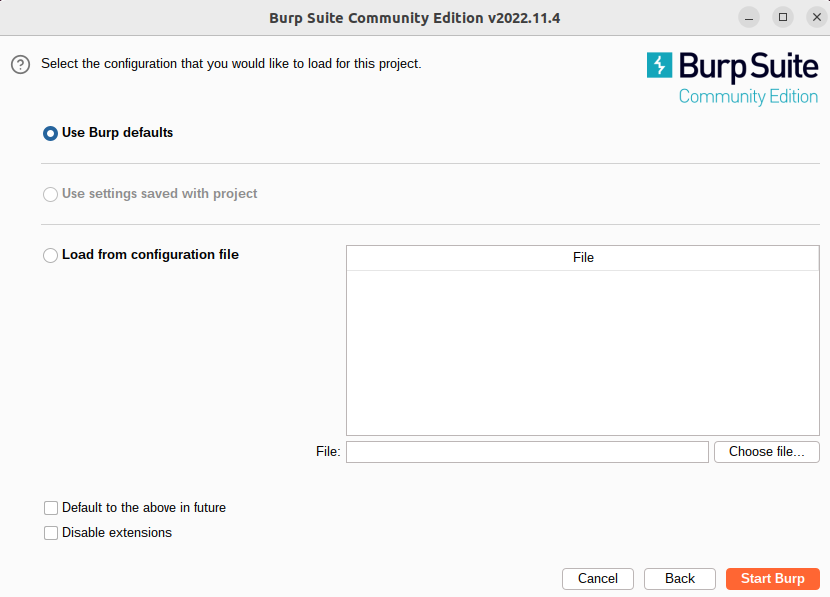 Burp Suite Community Edition v2022.11.4
? Select the configuration that you would like to load for this project.
Burp Suite
Community Edition
Use Burp defaults
Use settings saved with project
Load from configuration file
File
File:
Choose file...
Default to the above in future
Disable extensions
Cancel
Back
Start Burp